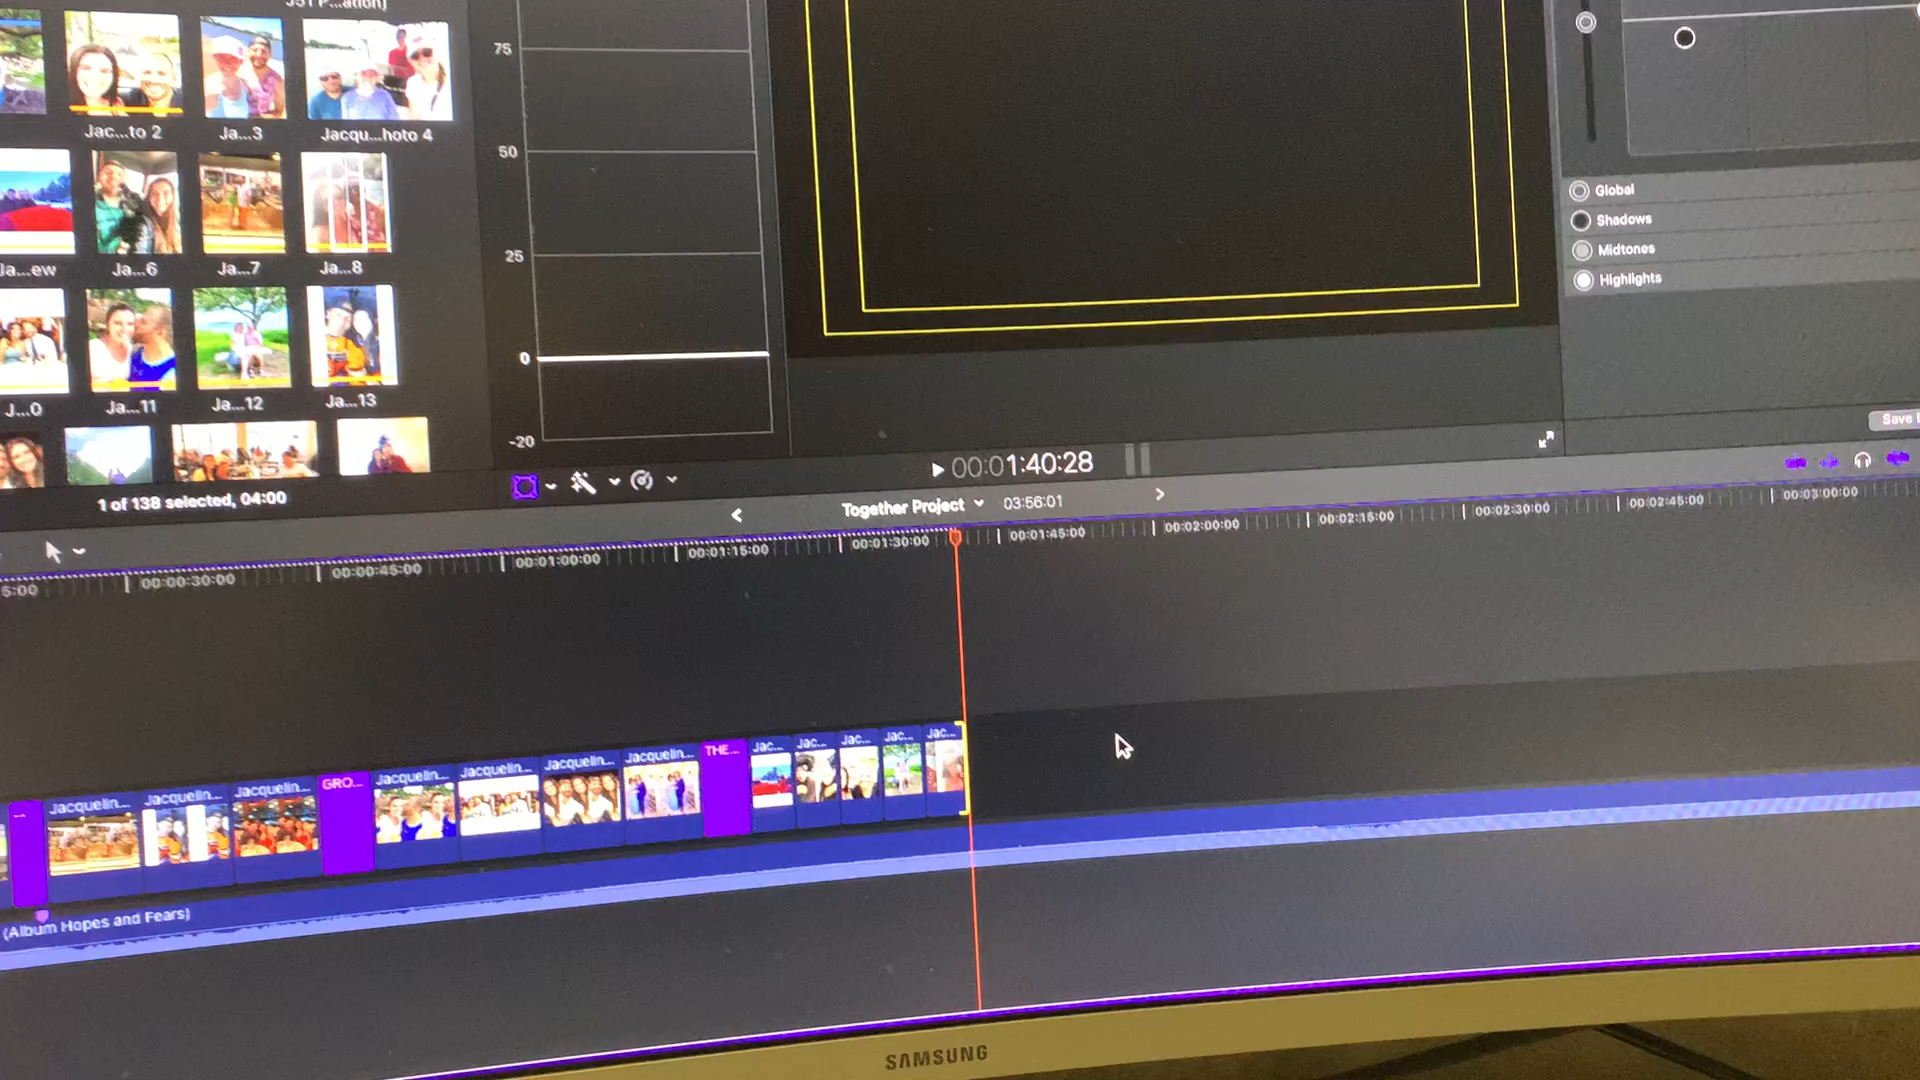 Jac...to 2
Ja...3
Jacqu...hoto 4
Ja...ew
Ja...6
Ja...7
Ja...8
J...0
Ja...11
Ja...12
Ja...13
1 of 138 selected, 04:00
75
50
25
0
-20
00:01:40:28
Global
Shadows
Midtones
Highlights
Save
Together Project
03:56:01
5:00
00:00:30:00
00:00:45:00
00:01:00:00
00:01:15:00
00:01:30:00
00:01:45:00
00:02:00:00
00:02:15:00
00:02:30:00
00:02:45:00
00:03:00:00
Jacquelin...
Jacquelin...
Jacquelin...
GRO...
Jacquelin...
Jacquelin...
Jacquelin...
Jacquelin...
THE...
Jac...
Jac...
Jac...
Jac...
Jac...
(Album Hopes and Fears)
SAMSUNG